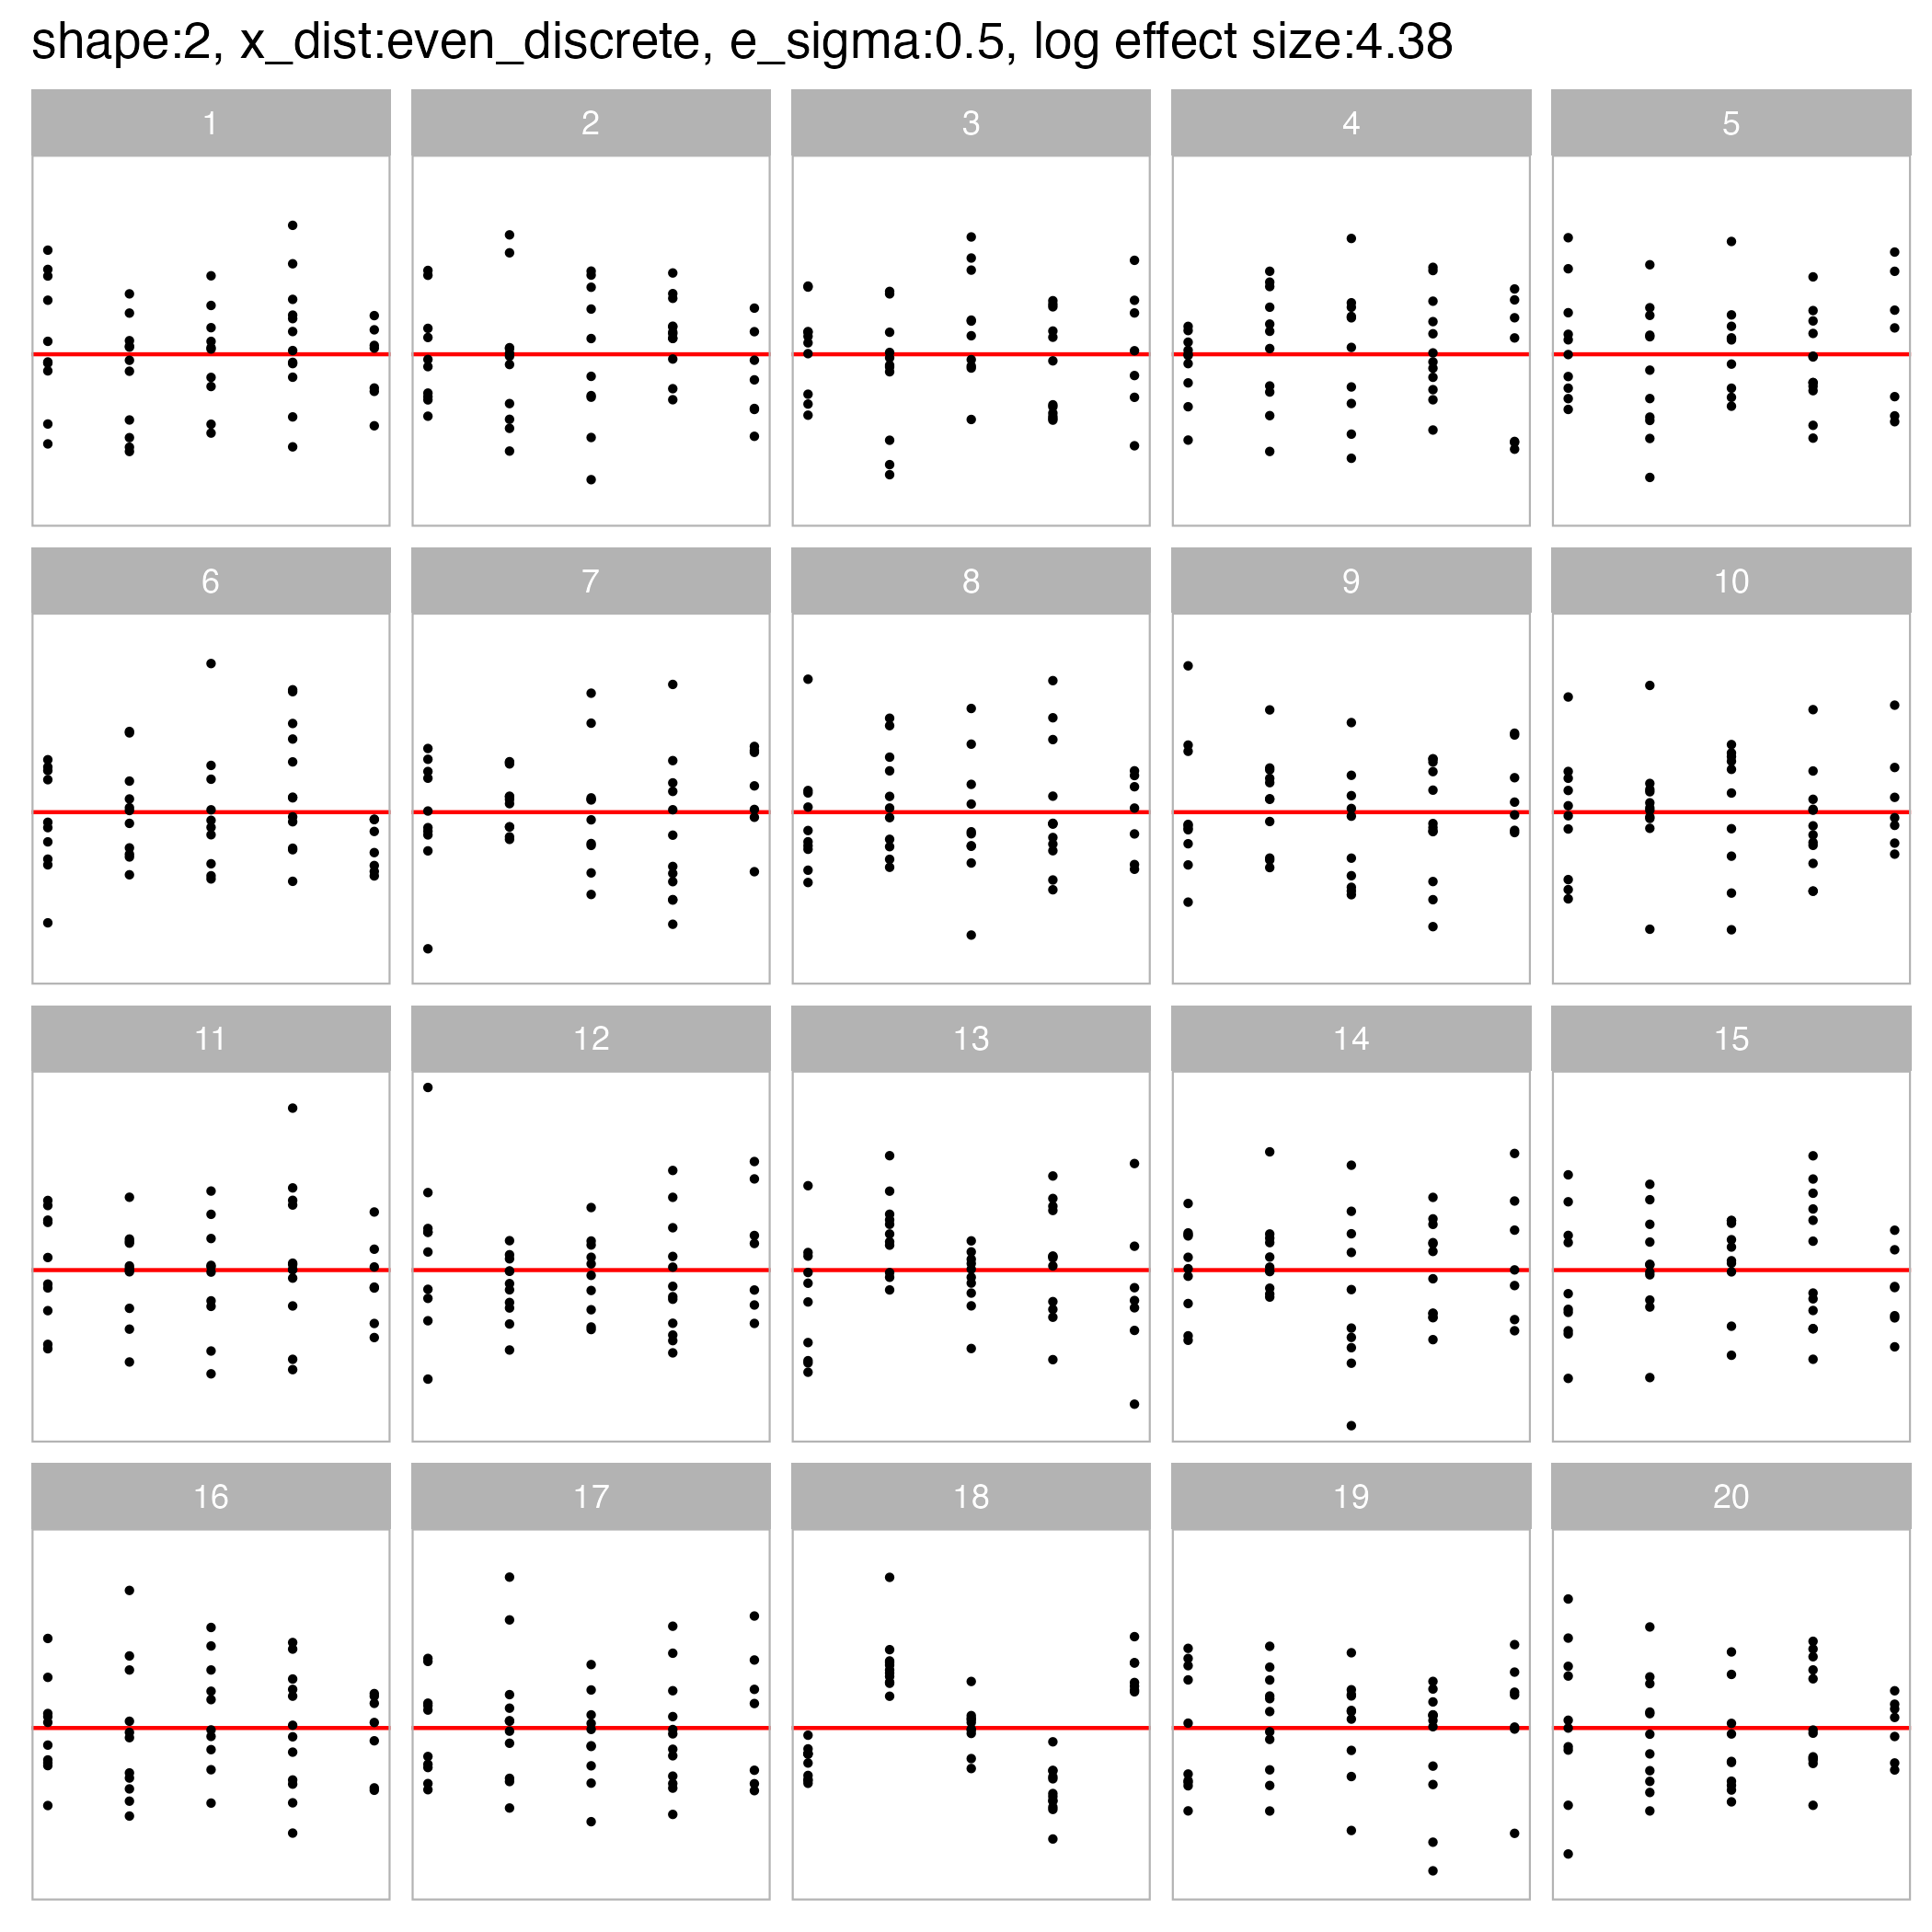 shape:2, x_dist:even_discrete, e_sigma:0.5, log effect size:4.38
1 2 3 4 5
6 7 8 9 10
11 12 13 14 15
16 17 18 19 20